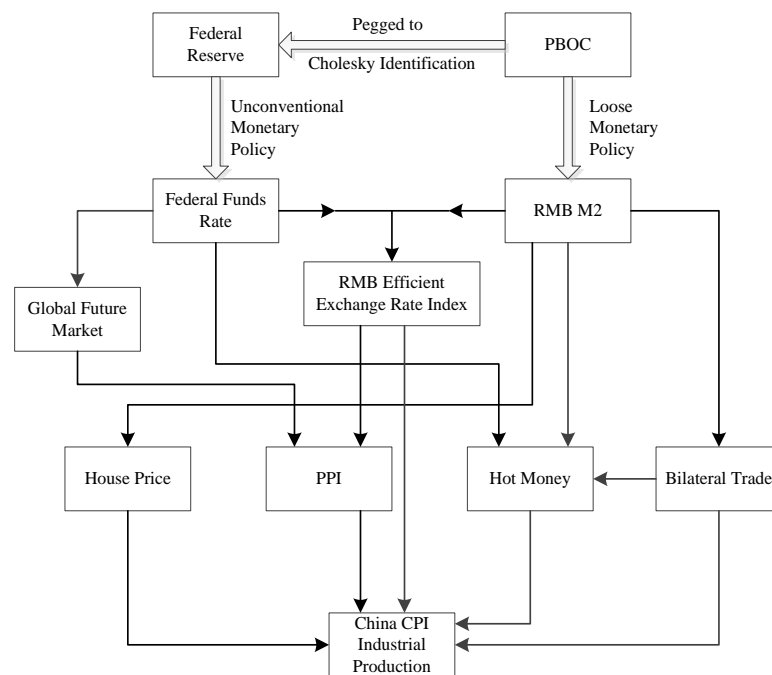 Federal
Reserve
Pegged to
Cholesky Identification
PBOC
Unconventional
Monetary
Policy
Loose
Monetary
Policy
Federal Funds
Rate
RMB M2
RMB Efficient
Exchange Rate Index
Global Future
Market
House Price
PPI
Hot Money
Bilateral Trade
China CPI
Industrial
Production